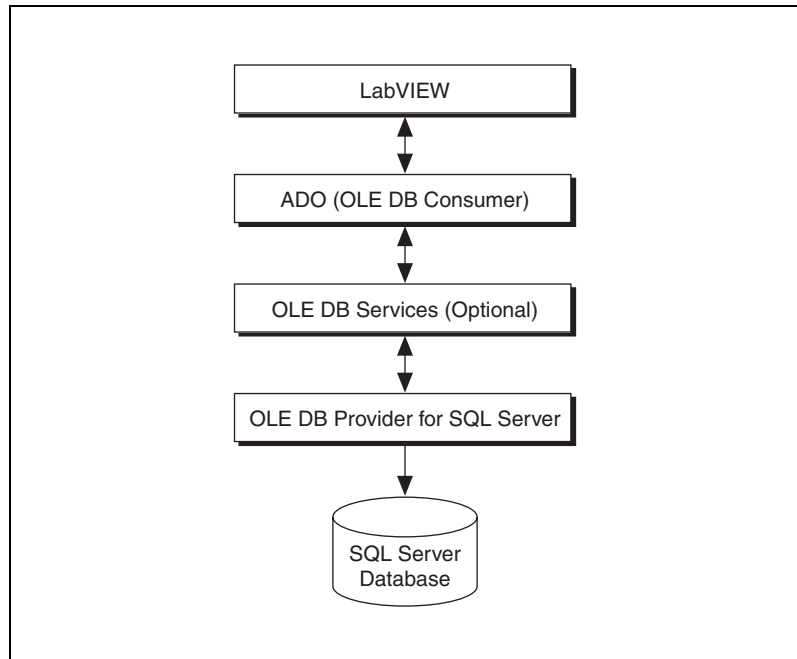 LabVIEW
ADO (OLE DB Consumer)
OLE DB Services (Optional)
OLE DB Provider for SQL Server
SQL Server
Database